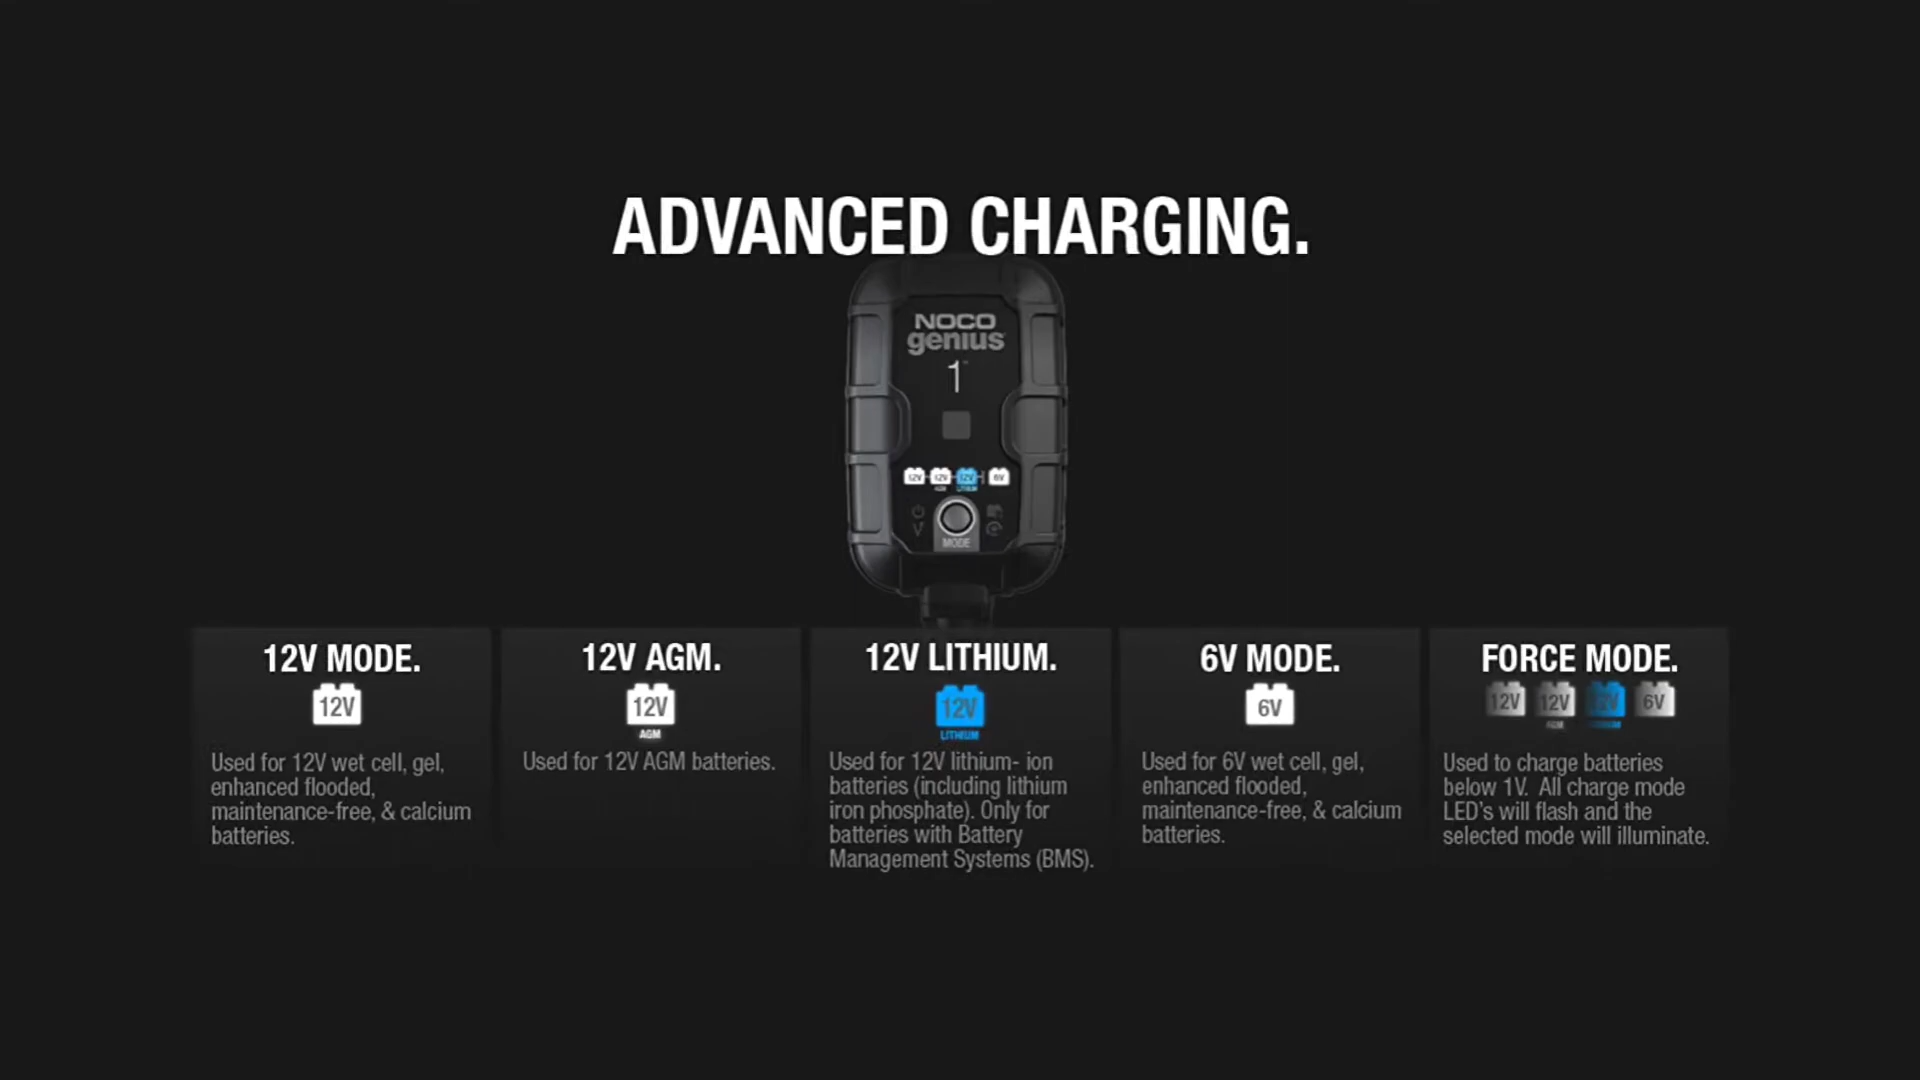 ADVANCED CHARGING.
NOCO
genius
1
12V 12V 12V 6V
AGM LITHIUM
MODE
12V MODE.
12V
Used for 12V wet cell, gel,
enhanced flooded,
maintenance-free, & calcium
batteries.
12V AGM.
12V
AGM
Used for 12V AGM batteries.
12V LITHIUM.
12V
LITHIUM
Used for 12V lithium- ion
batteries (including lithium
iron phosphate). Only for
batteries with Battery
Management Systems (BMS).
6V MODE.
6V
Used for 6V wet cell, gel,
enhanced flooded,
maintenance-free, & calcium
batteries.
FORCE MODE.
12V 12V 12V 6V
AGM LITHIUM
Used to charge batteries
below 1V. All charge mode
LED's will flash and the
selected mode will illuminate.